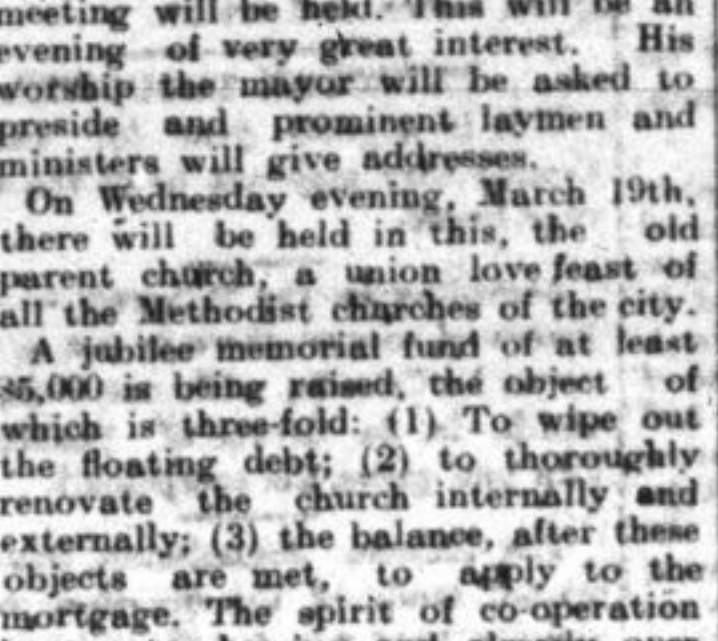 meeting will be held. This will be an
evening of very great interest. His
worship the mayor will be asked to
preside and prominent laymen and
ministers will give addresses.
On Wednesday evening, March 19th,
there will be held in this, the old
parent church, a union love feast of
all the Methodist churches of the city.
A jubilee memorial fund of at least
$5,000 is being raised, the object of
which is three-fold: (1) To wipe out
the floating debt; (2) to thoroughly
renovate the church internally and
externally; (3) the balance, after these
objects are met, to apply to the
mortgage. The spirit of co-operation